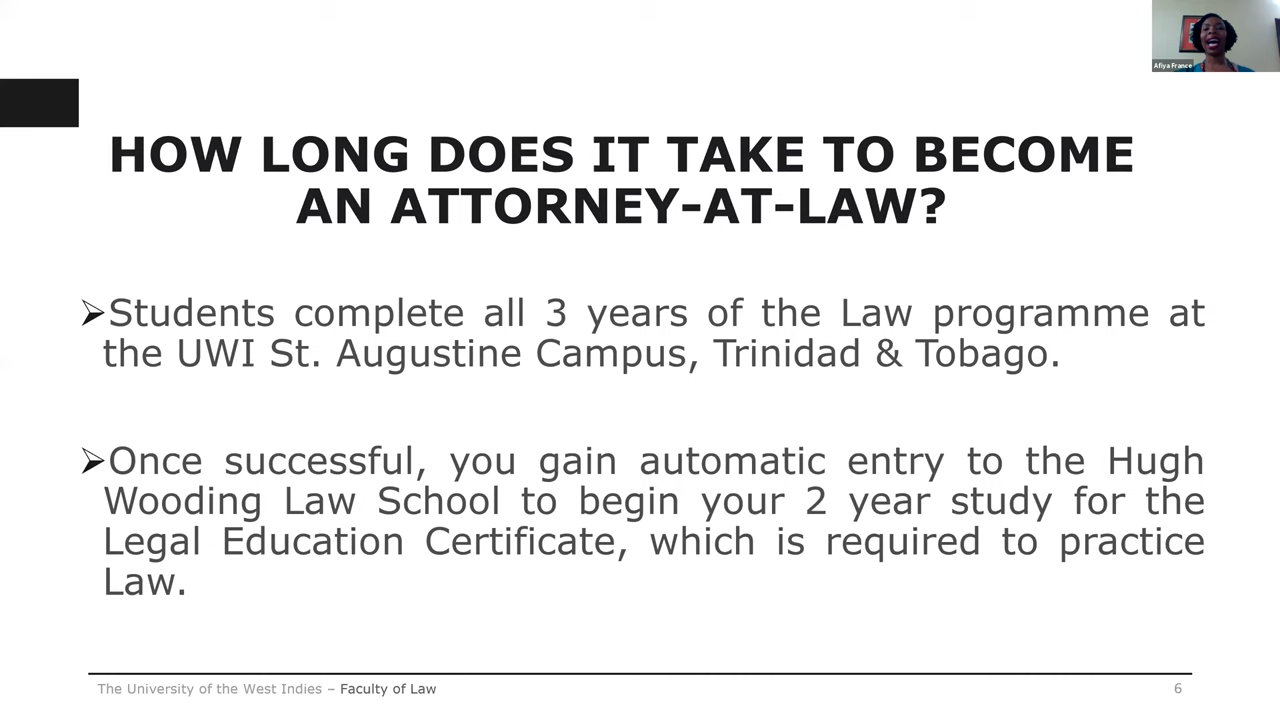 Afiya France
HOW LONG DOES IT TAKE TO BECOME
AN ATTORNEY-AT-LAW?
➢Students complete all 3 years of the Law programme at
the UWI St. Augustine Campus, Trinidad & Tobago.
➢Once successful, you gain automatic entry to the Hugh
Wooding Law School to begin your 2 year study for the
Legal Education Certificate, which is required to practice
Law.
The University of the West Indies – Faculty of Law
6